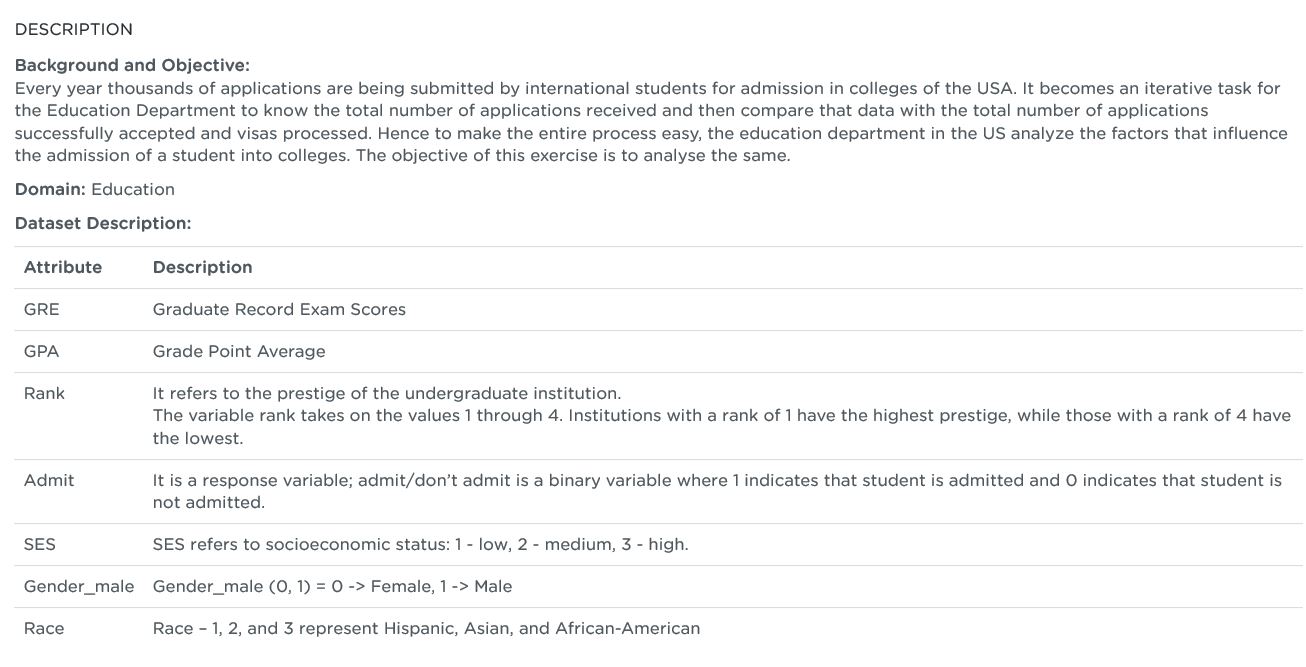 DESCRIPTION
Background and Objective:
Every year thousands of applications are being submitted by international students for admission in colleges of the USA. It becomes an iterative task for
the Education Department to know the total number of applications received and then compare that data with the total number of applications
successfully accepted and visas processed. Hence to make the entire process easy, the education department in the US analyze the factors that influence
the admission of a student into colleges. The objective of this exercise is to analyse the same.
Domain: Education
Dataset Description:
Attribute Description
GRE Graduate Record Exam Scores
GPA Grade Point Average
Rank It refers to the prestige of the undergraduate institution.
The variable rank takes on the values 1 through 4. Institutions with a rank of 1 have the highest prestige, while those with a rank of 4 have
the lowest.
Admit It is a response variable; admit/don’t admit is a binary variable where 1 indicates that student is admitted and 0 indicates that student is
not admitted.
SES SES refers to socioeconomic status: 1 - low, 2 - medium, 3 - high.
Gender_male Gender_male (0, 1) = 0 -> Female, 1 -> Male
Race Race – 1, 2, and 3 represent Hispanic, Asian, and African-American